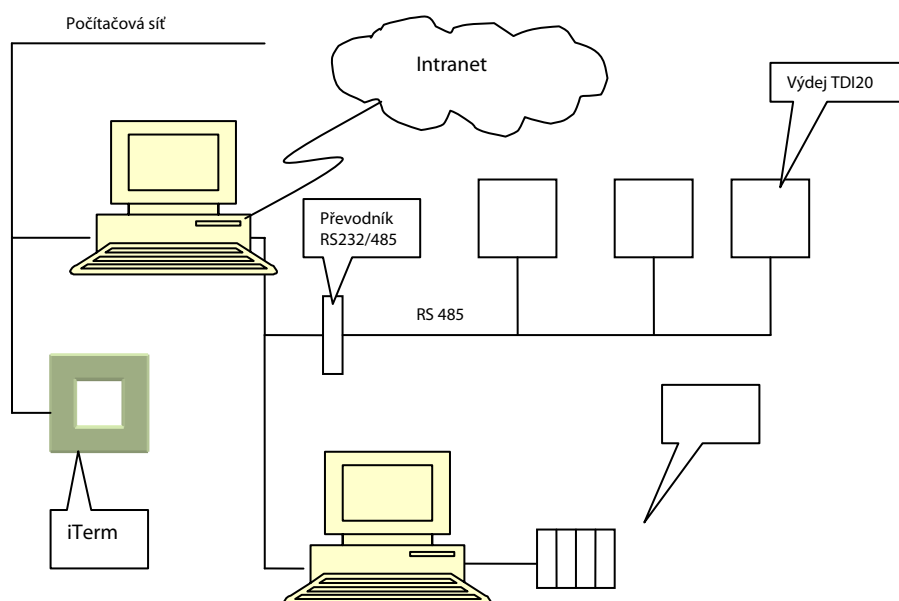 Počítačová síť
Intranet
Výdej TDI20
Převodník
RS232/485
RS 485
iTerm